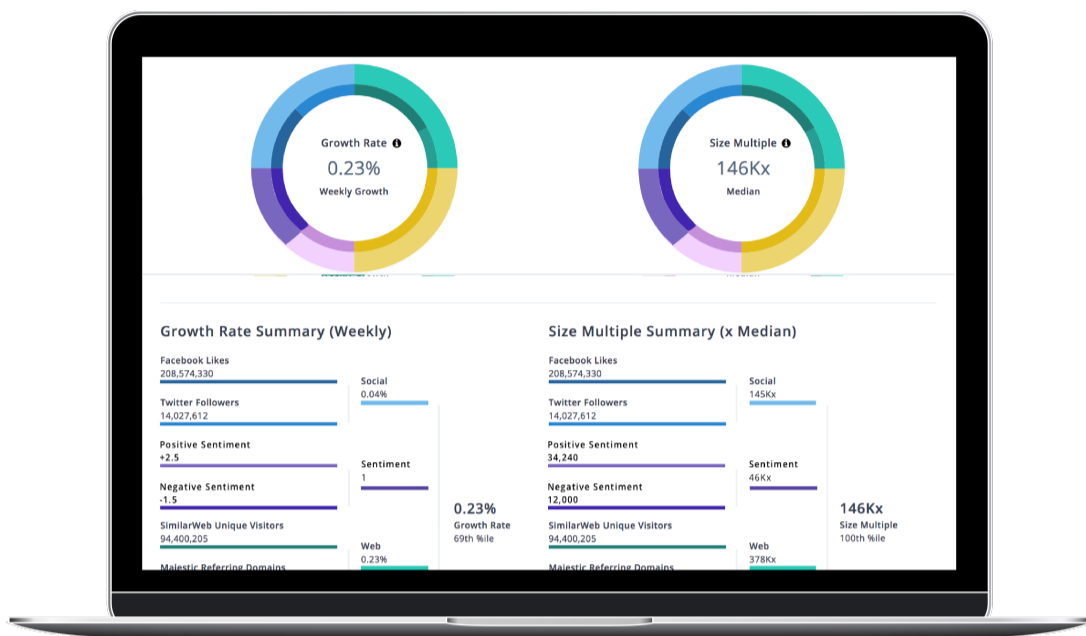 Growth Rate
0.23%
Weekly Growth
Size Multiple
146Kx
Median
Growth Rate Summary (Weekly)
Facebook Likes
208,574,330
Twitter Followers
14,027,612
Positive Sentiment
+2.5
Negative Sentiment
-1.5
SimilarWeb Unique Visitors
94,400,205
Majestic Referring Domains
Social
0.04%
Sentiment
1
Web
0.23%
0.23%
Growth Rate
69th %ile
Size Multiple Summary (x Median)
Facebook Likes
208,574,330
Twitter Followers
14,027,612
Positive Sentiment
34,240
Negative Sentiment
12,000
SimilarWeb Unique Visitors
94,400,205
Majestic Referring Domains
Social
145Kx
Sentiment
46Kx
Web
378Kx
146Kx
Size Multiple
100th %ile